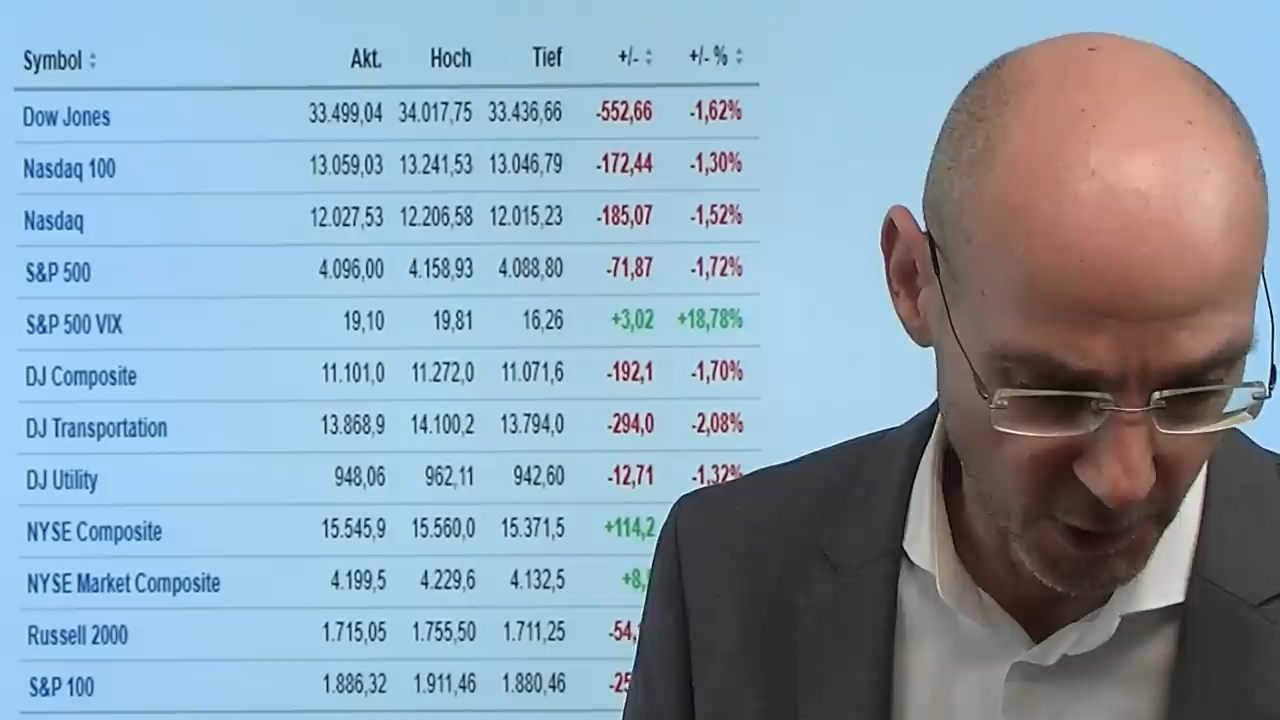 Symbol Akt. Hoch Tief +/- +/- %
Dow Jones 33.499,04 34.017,75 33.436,66 -552,66 -1,62%
Nasdaq 100 13.059,03 13.241,53 13.046,79 -172,44 -1,30%
Nasdaq 12.027,53 12.206,58 12.015,23 -185,07 -1,52%
S&P 500 4.096,00 4.158,93 4.088,80 -71,87 -1,72%
S&P 500 VIX 19,10 19,81 16,26 +3,02 +18,78%
DJ Composite 11.101,0 11.272,0 11.071,6 -192,1 -1,70%
DJ Transportation 13.868,9 14.100,2 13.794,0 -294,0 -2,08%
DJ Utility 948,06 962,11 942,60 -12,71 -1,32%
NYSE Composite 15.545,9 15.560,0 15.371,5 +114,2
NYSE Market Composite 4.199,5 4.229,6 4.132,5 +8,
Russell 2000 1.715,05 1.755,50 1.711,25 -54,
S&P 100 1.886,32 1.911,46 1.880,46 -25